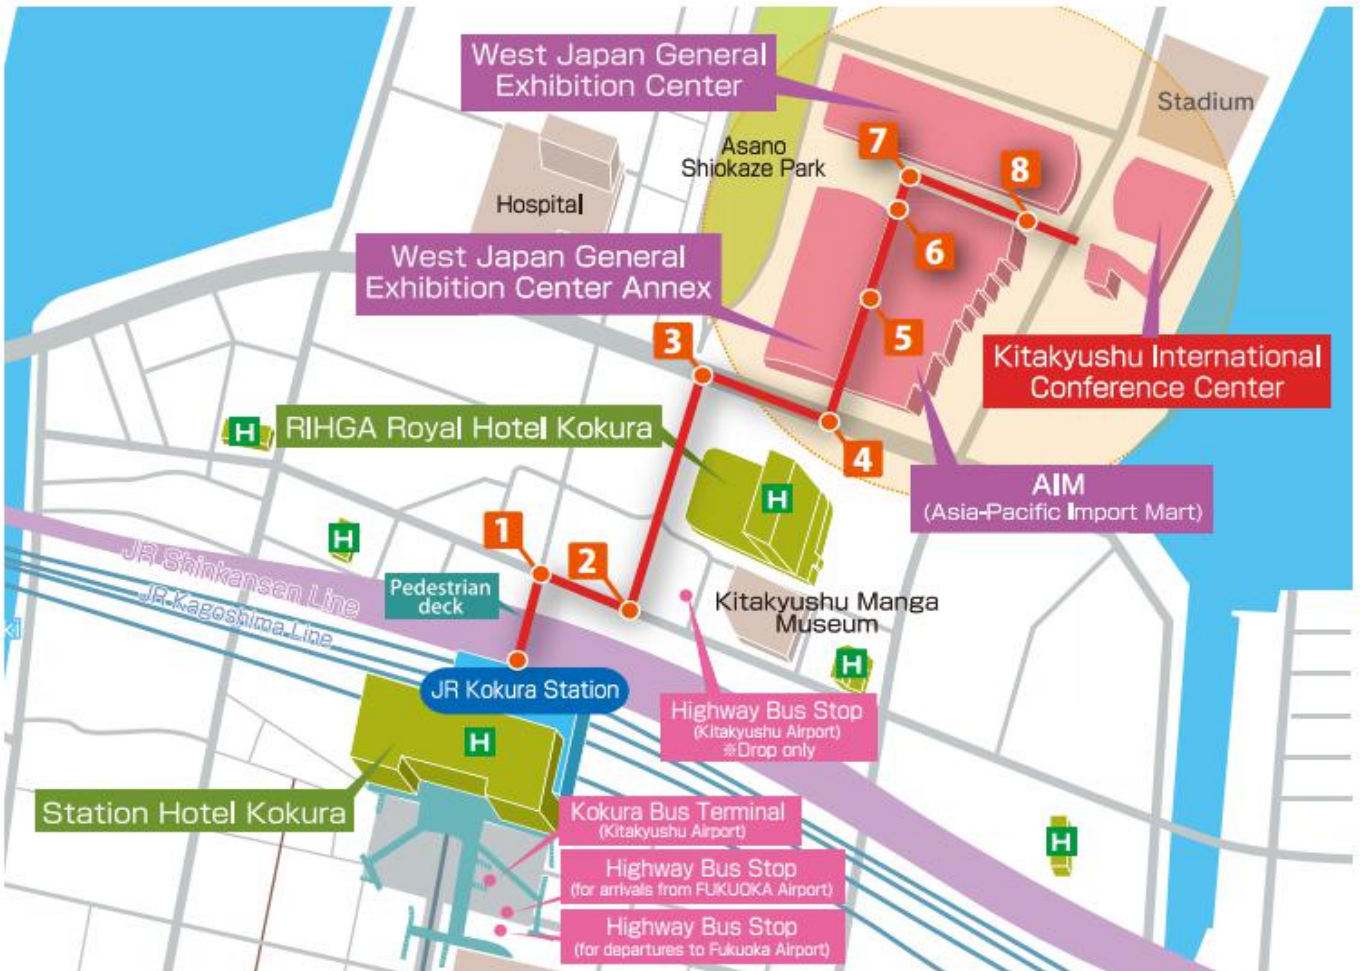 West Japan General
Exhibition Center
Stadium
7
Asano
Shiokaze Park
8
Hospital
6
West Japan General
Exhibition Center Annex
3
5
Kitakyushu International
Conference Center
H
RIHGA Royal Hotel Kokura
4
AIM
(Asia-Pacific Import Mart)
H
H
1
2
JR Shinkansen Line
JR Kagoshima Line
Pedestrian
deck
Kitakyushu Manga
Museum
ki
H
JR Kokura Station
Highway Bus Stop
(Kitakyushu Airport)
※Drop only
H
Station Hotel Kokura
Kokura Bus Terminal
(Kitakyushu Airport)
H
Highway Bus Stop
(for arrivals from FUKUOKA Airport)
Highway Bus Stop
(for departures to Fukuoka Airport)